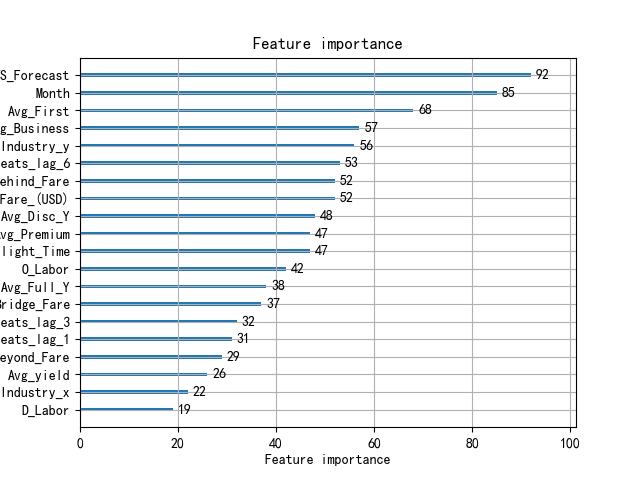 Feature importance
S_Forecast 92
Month 85
Avg_First 68
g_Business 57
Industry_y 56
eats_lag_6 53
ehind_Fare 52
Fare_(USD) 52
Avg_Disc_Y 48
vg_Premium 47
light_Time 47
O_Labor 42
Avg_Full_Y 38
Bridge_Fare 37
eats_lag_3 32
eats_lag_1 31
eyond_Fare 29
Avg_yield 26
Industry_x 22
D_Labor 19
0 20 40 60 80 100
Feature importance